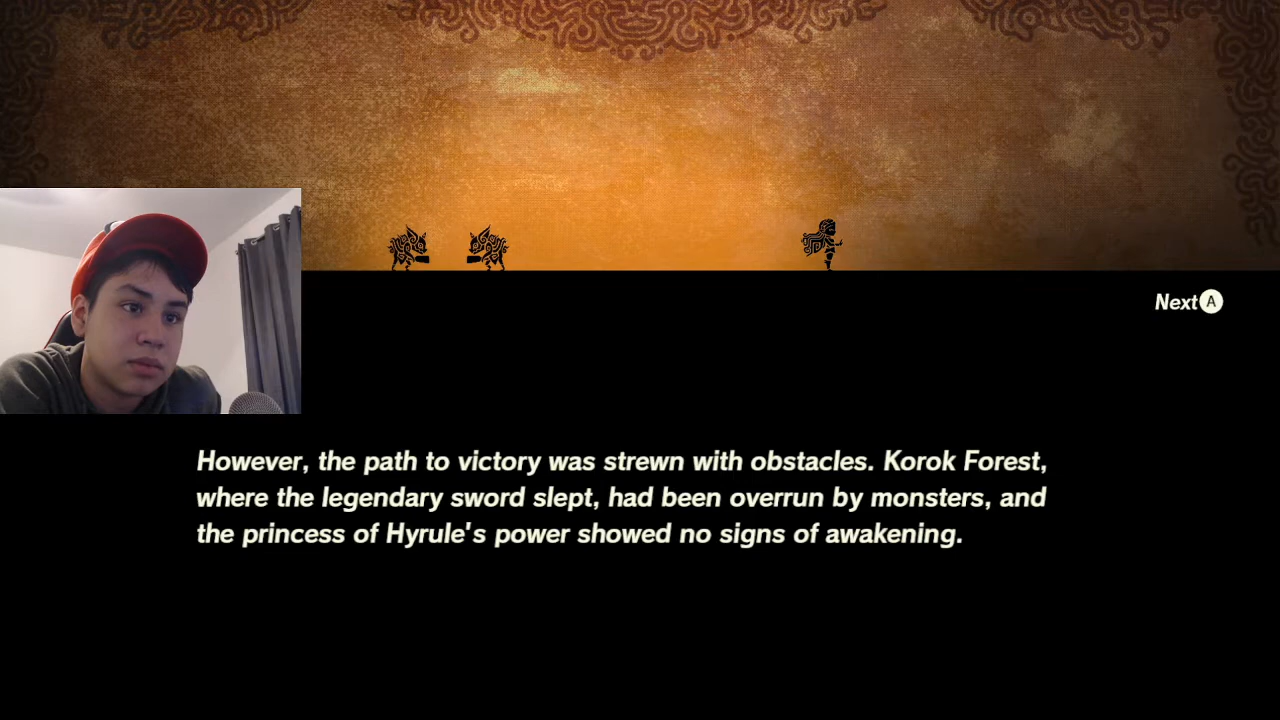 Next A
However, the path to victory was strewn with obstacles. Korok Forest,
where the legendary sword slept, had been overrun by monsters, and
the princess of Hyrule's power showed no signs of awakening.